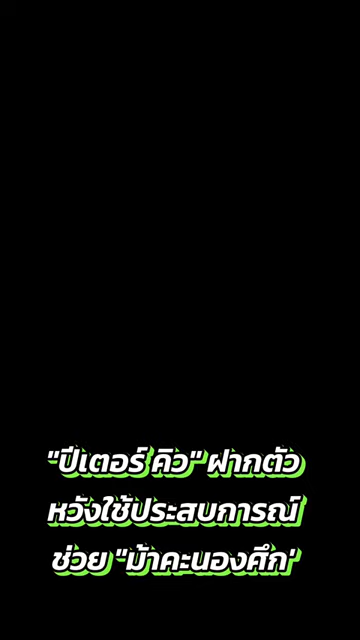 "ปีเตอร์ คิว" ฝากตัว
หวังใช้ประสบการณ์
ช่วย "ม้าคะนองศึก'